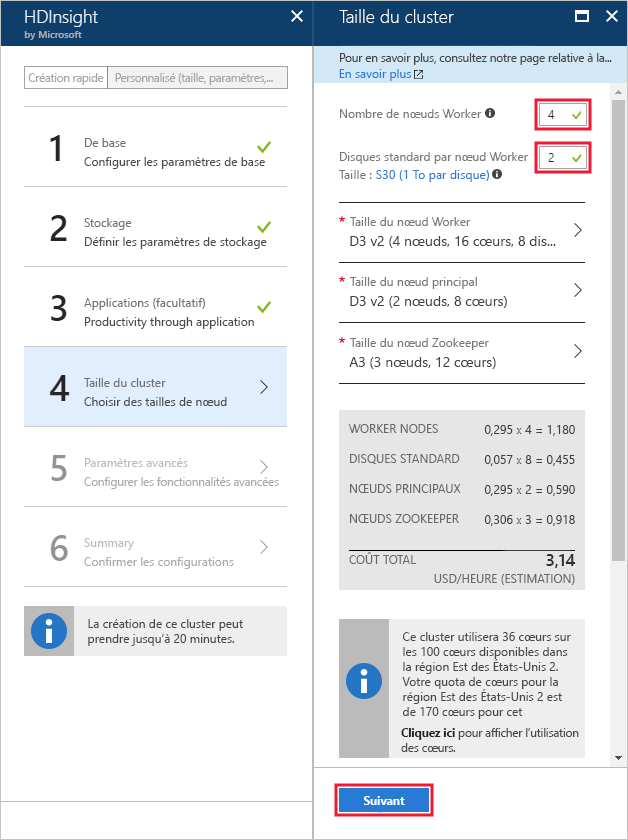 HDInsight
by Microsoft
Création rapide
Personnalisé (taille, paramètres,...
1
De base
Configurer les paramètres de base
2
Stockage
Définir les paramètres de stockage
3
Applications (facultatif)
Productivity through application
4
Taille du cluster
Choisir des tailles de nœud
5
Paramètres avancés
Configurer les fonctionnalités avancées
6
Summary
Confirmer les configurations
La création de ce cluster peut
prendre jusqu'à 20 minutes.
Taille du cluster
Pour en savoir plus, consultez notre page relative à la...
En savoir plus
Nombre de nœuds Worker
4
Disques standard par nœud Worker
2
Taille : S30 (1 To par disque)
* Taille du nœud Worker
D3 v2 (4 nœuds, 16 cœurs, 8 dis...
* Taille du nœud principal
D3 v2 (2 nœuds, 8 cœurs)
* Taille du nœud Zookeeper
A3 (3 nœuds, 12 cœurs)
WORKER NODES 0,295 x 4 = 1,180
DISQUES STANDARD 0,057 x 8 = 0,455
NŒUDS PRINCIPAUX 0,295 x 2 = 0,590
NŒUDS ZOOKEEPER 0,306 x 3 = 0,918
COÛT TOTAL 3,14
USD/HEURE (ESTIMATION)
Ce cluster utilisera 36 cœurs sur
les 100 cœurs disponibles dans
la région Est des États-Unis 2.
Votre quota de cœurs pour la
région Est des États-Unis 2 est
de 170 cœurs pour cet
Cliquez ici pour afficher l'utilisation
des cœurs.
Suivant